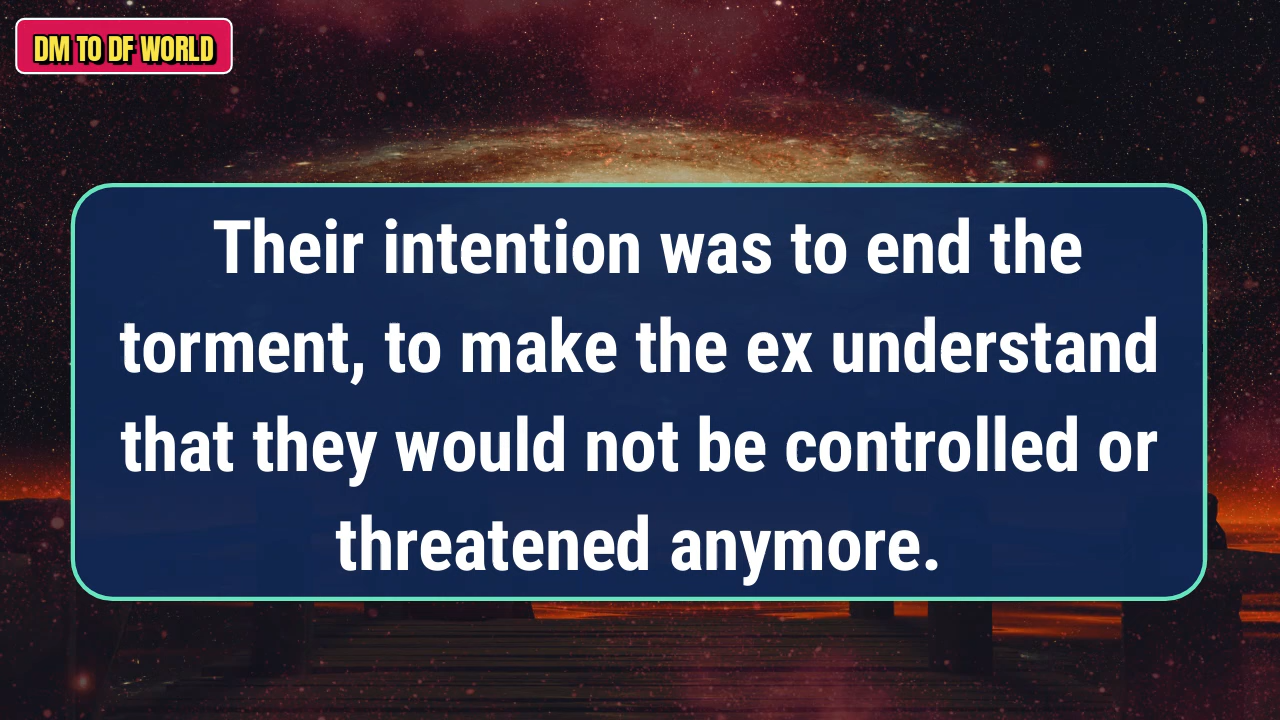 DM TO DF WORLD
Their intention was to end the
torment, to make the ex understand
that they would not be controlled or
threatened anymore.